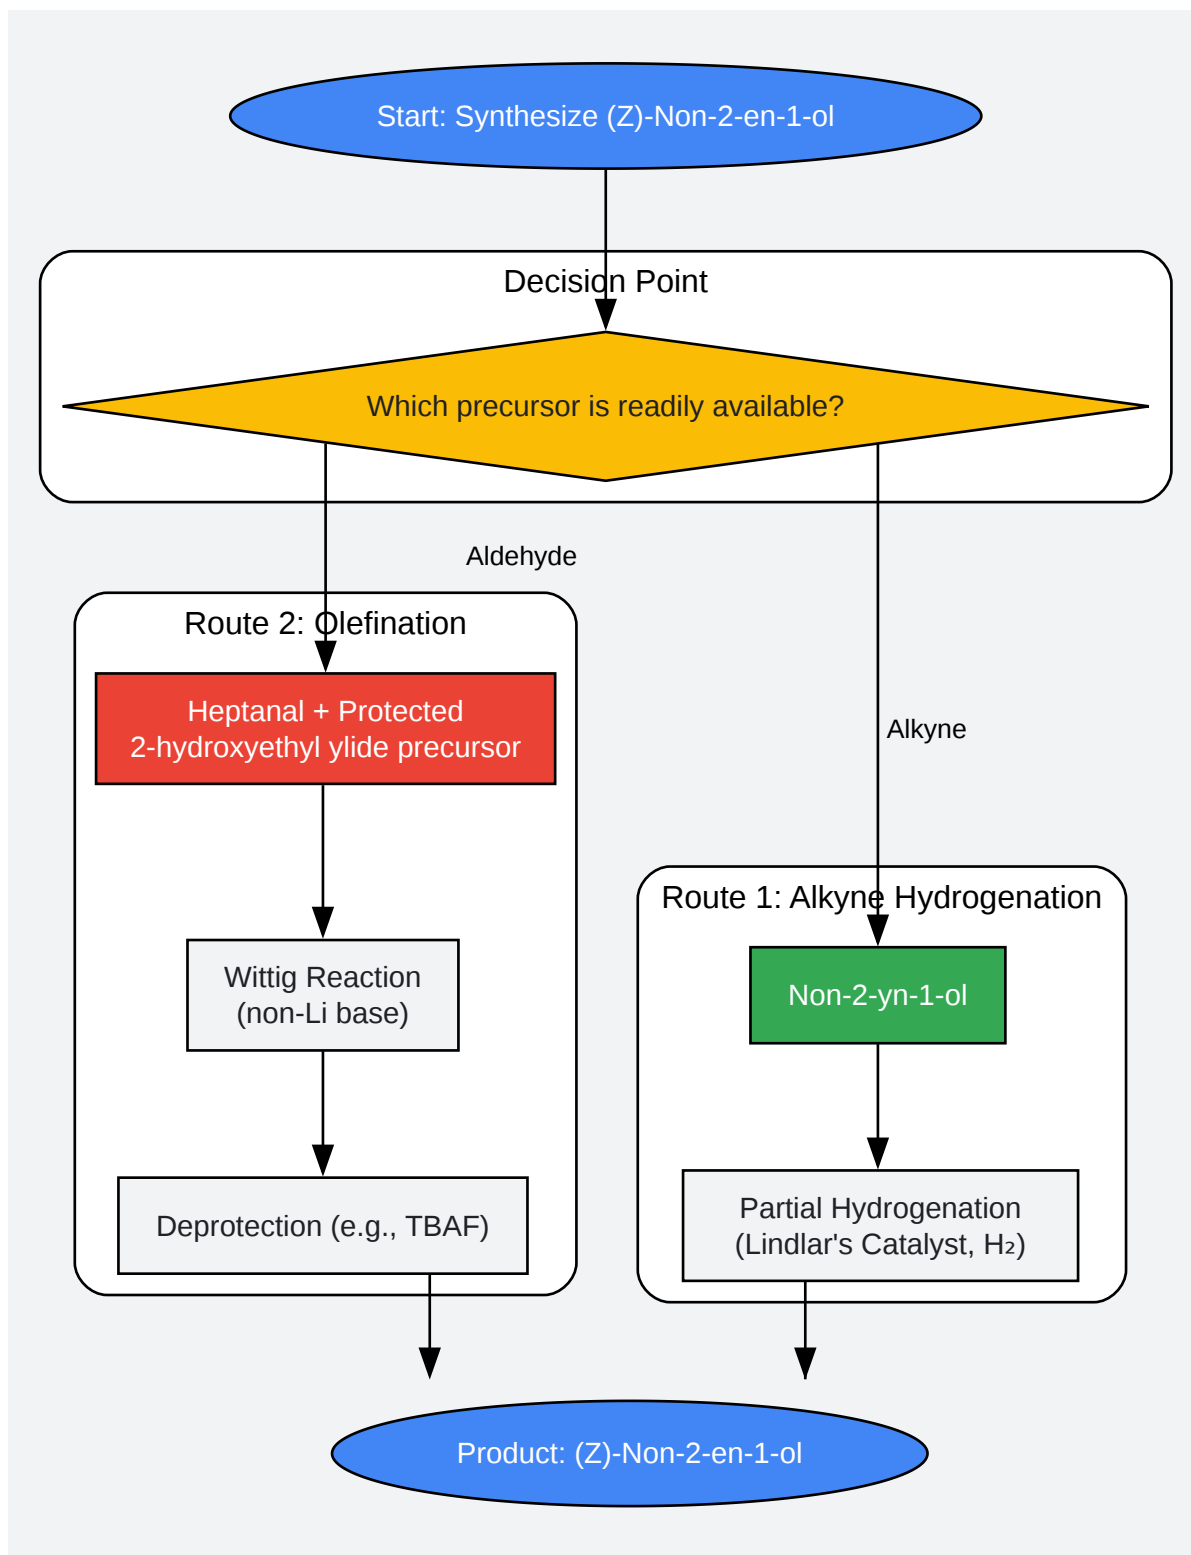 Start: Synthesize (Z)-Non-2-en-1-ol
Decision Point
Which precursor is readily available?
Aldehyde
Route 2: Olefination
Heptanal + Protected
2-hydroxyethyl ylide precursor
Wittig Reaction
(non-Li base)
Deprotection (e.g., TBAF)
Alkyne
Route 1: Alkyne Hydrogenation
Non-2-yn-1-ol
Partial Hydrogenation
(Lindlar's Catalyst, H₂)
Product: (Z)-Non-2-en-1-ol